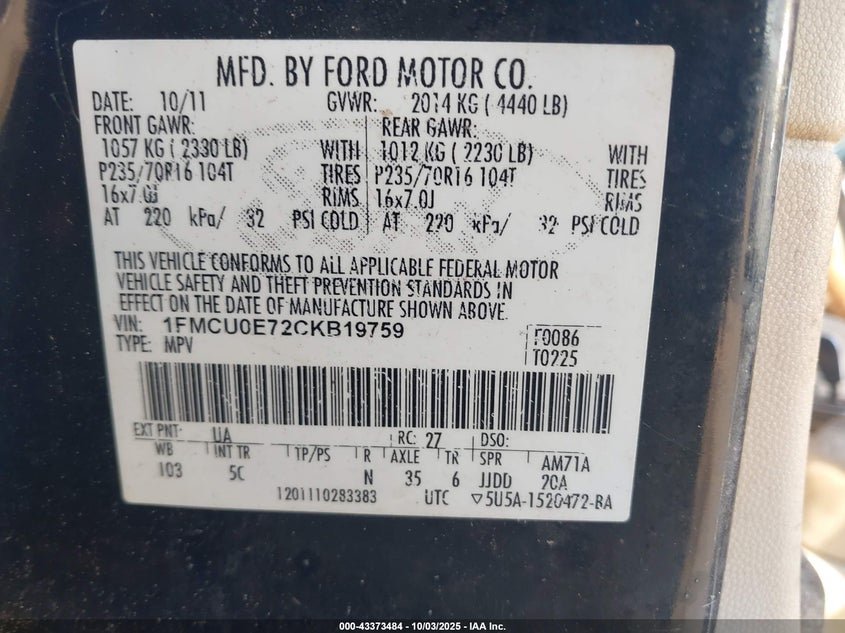 MFD. BY FORD MOTOR CO.
DATE: 10/11 GVWR: 2014 KG ( 4440 LB)
FRONT GAWR: REAR GAWR:
1057 KG ( 2330 LB) WITH 1012 KG ( 2230 LB) WITH
P235/70R16 104T TIRES P235/70R16 104T TIRES
16x7.0J RIMS 16x7.0J RIMS
AT 220 kPa/ 32 PSI COLD AT 220 kPa/ 32 PSI COLD
THIS VEHICLE CONFORMS TO ALL APPLICABLE FEDERAL MOTOR
VEHICLE SAFETY AND THEFT PREVENTION STANDARDS IN
EFFECT ON THE DATE OF MANUFACTURE SHOWN ABOVE.
VIN: 1FMCU0E72CKB19759 F0086
TYPE: MPV T0225
EXT PNT: UA RC: 27 DSO:
WB INT TR TP/PS R AXLE TR SPR AM71A
103 5C N 35 6 JJDD 20A
1201110283383 UTC ▽5U5A-1520472-BA
000-43373484 - 10/03/2025 - IAA Inc.